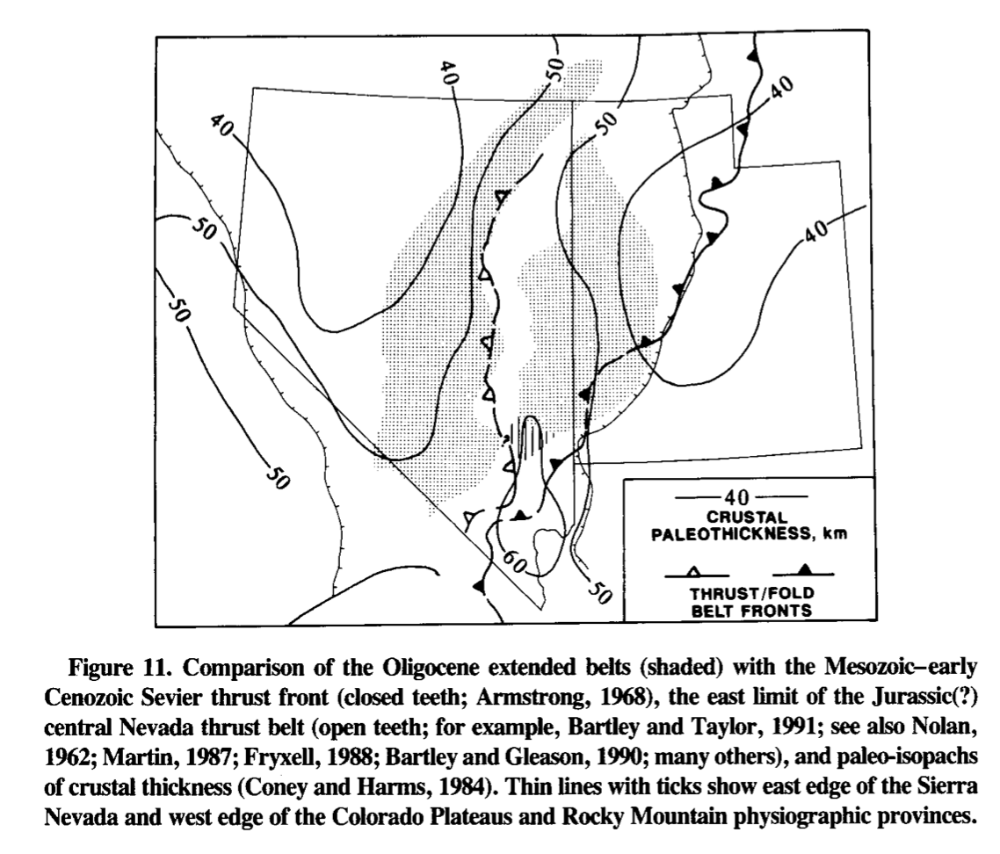 40
50
40
50
40
50
40
50
50
60
50
40
CRUSTAL
PALEOTHICKNESS, km
THRUST/FOLD
BELT FRONTS
Figure 11. Comparison of the Oligocene extended belts (shaded) with the Mesozoic–early
Cenozoic Sevier thrust front (closed teeth; Armstrong, 1968), the east limit of the Jurassic(?)
central Nevada thrust belt (open teeth; for example, Bartley and Taylor, 1991; see also Nolan,
1962; Martin, 1987; Fryxell, 1988; Bartley and Gleason, 1990; many others), and paleo-isopachs
of crustal thickness (Coney and Harms, 1984). Thin lines with ticks show east edge of the Sierra
Nevada and west edge of the Colorado Plateaus and Rocky Mountain physiographic provinces.